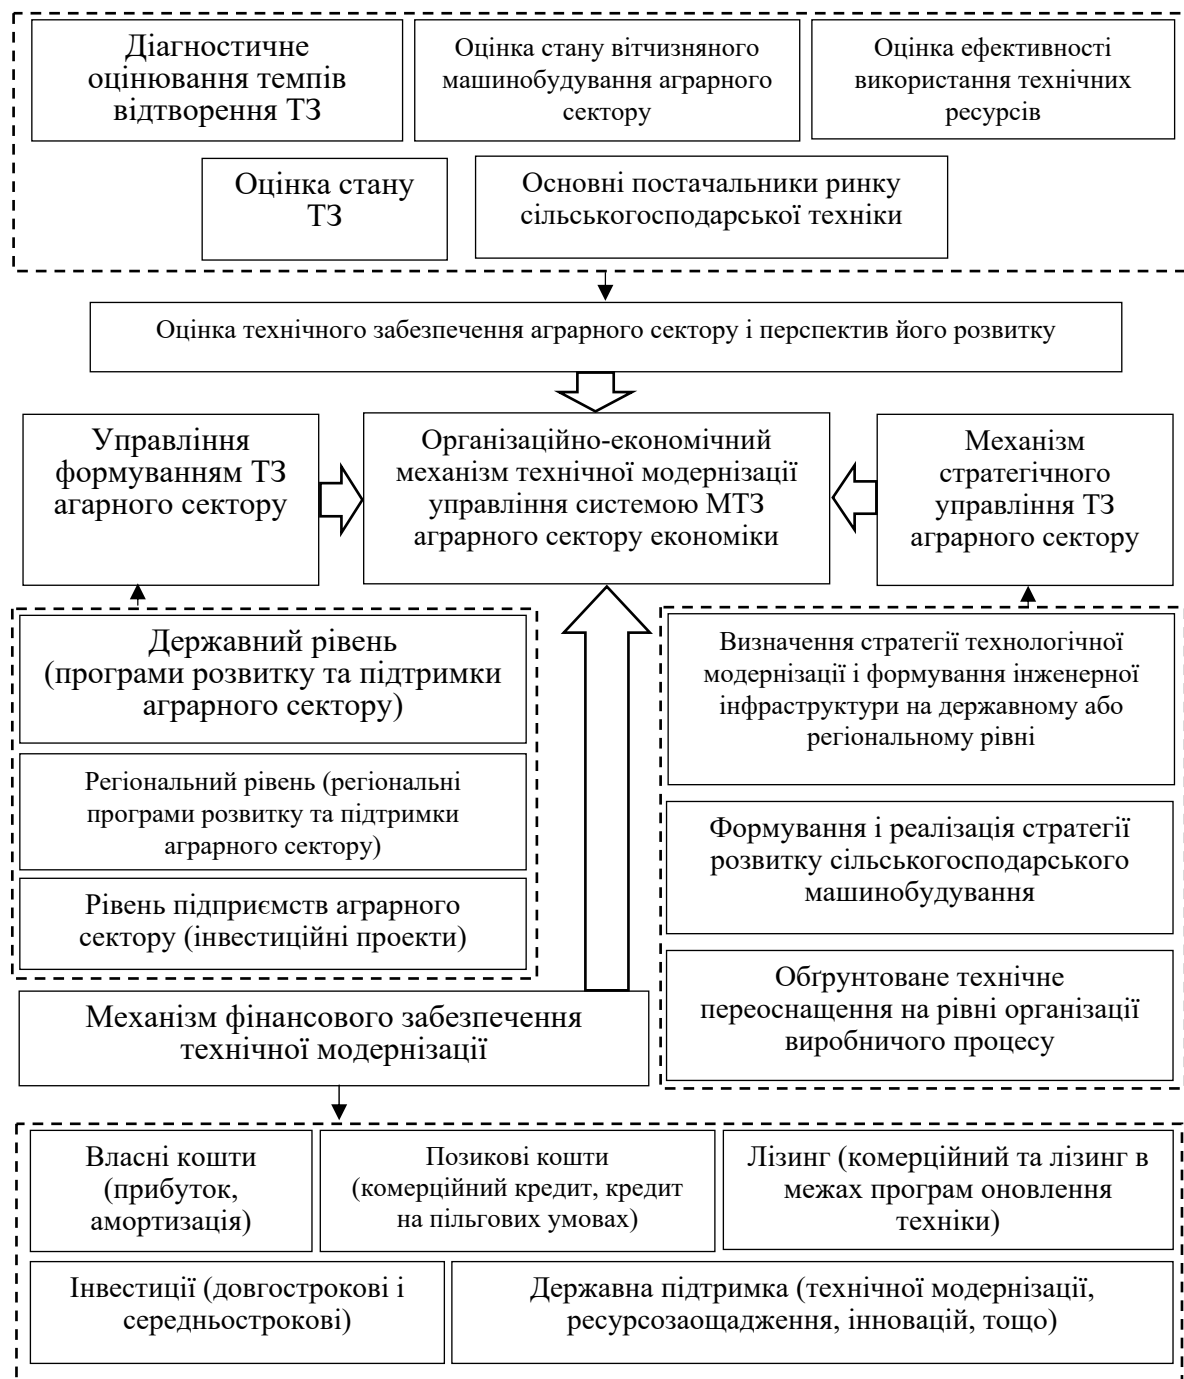 Діагностичне
оцінювання темпів
відтворення ТЗ
Оцінка стану вітчизняного
машинобудування аграрного
сектору
Оцінка ефективності
використання технічних
ресурсів
Оцінка стану
ТЗ
Основні постачальники ринку
сільськогосподарської техніки
Оцінка технічного забезпечення аграрного сектору і перспектив його розвитку
Управління
формуванням ТЗ
агарного сектору
Організаційно-економічний
механізм технічної модернізації
управління системою МТЗ
аграрного сектору економіки
Механізм
стратегічного
управління ТЗ
аграрного сектору
Державний рівень
(програми розвитку та підтримки
аграрного сектору)
Регіональний рівень (регіональні
програми розвитку та підтримки
аграрного сектору)
Рівень підприємств аграрного
сектору (інвестиційні проекти)
Визначення стратегії технологічної
модернізації і формування інженерної
інфраструктури на державному або
регіональному рівні
Формування і реалізація стратегії
розвитку сільськогосподарського
машинобудування
Обґрунтоване технічне
переоснащення на рівні організації
виробничого процесу
Механізм фінансового забезпечення
технічної модернізації
Власні кошти
(прибуток,
амортизація)
Позикові кошти
(комерційний кредит, кредит
на пільгових умовах)
Лізинг (комерційний та лізинг в
межах програм оновлення
техніки)
Інвестиції (довгострокові і
середньострокові)
Державна підтримка (технічної модернізації,
ресурсозаощадження, інновацій, тощо)